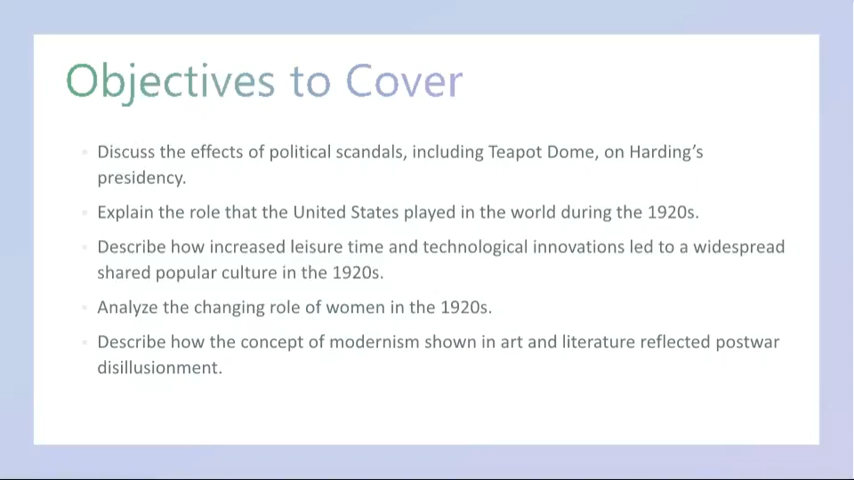 Objectives to Cover
Discuss the effects of political scandals, including Teapot Dome, on Harding’s
presidency.
Explain the role that the United States played in the world during the 1920s.
Describe how increased leisure time and technological innovations led to a widespread
shared popular culture in the 1920s.
Analyze the changing role of women in the 1920s.
Describe how the concept of modernism shown in art and literature reflected postwar
disillusionment.